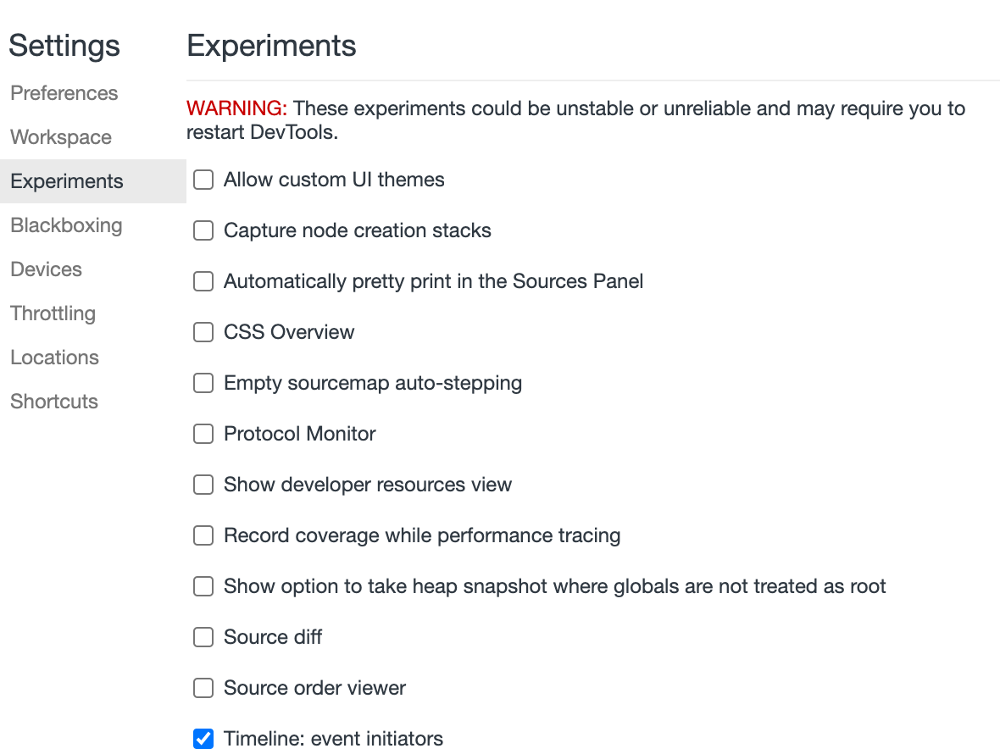 Settings
Preferences
Workspace
Experiments
Blackboxing
Devices
Throttling
Locations
Shortcuts
Experiments
WARNING: These experiments could be unstable or unreliable and may require you to
restart DevTools.
Allow custom UI themes
Capture node creation stacks
Automatically pretty print in the Sources Panel
CSS Overview
Empty sourcemap auto-stepping
Protocol Monitor
Show developer resources view
Record coverage while performance tracing
Show option to take heap snapshot where globals are not treated as root
Source diff
Source order viewer
Timeline: event initiators